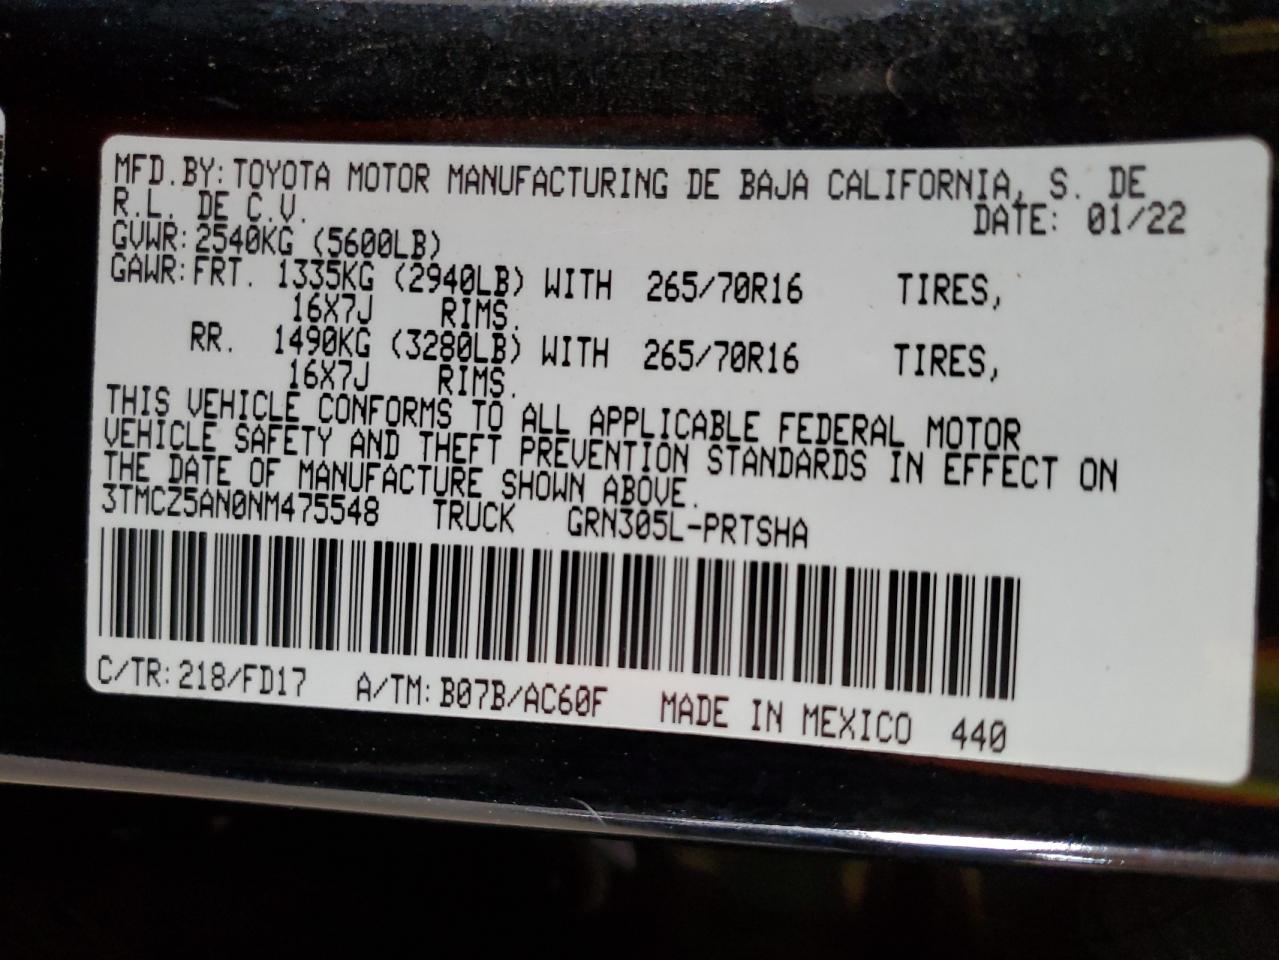 MFD.BY:TOYOTA MOTOR MANUFACTURING DE BAJA CALIFORNIA, S. DE
R.L. DE C.V. DATE: 01/22
GVWR:2540KG (5600LB)
GAWR:FRT. 1335KG (2940LB) WITH 265/70R16 TIRES,
16X7J RIMS.
RR. 1490KG (3280LB) WITH 265/70R16 TIRES,
16X7J RIMS.
THIS VEHICLE CONFORMS TO ALL APPLICABLE FEDERAL MOTOR
VEHICLE SAFETY AND THEFT PREVENTION STANDARDS IN EFFECT ON
THE DATE OF MANUFACTURE SHOWN ABOVE.
3TMCZ5AN0NM475548 TRUCK GRN305L-PRTSHA
C/TR:218/FD17 A/TM:B07B/AC60F MADE IN MEXICO 440